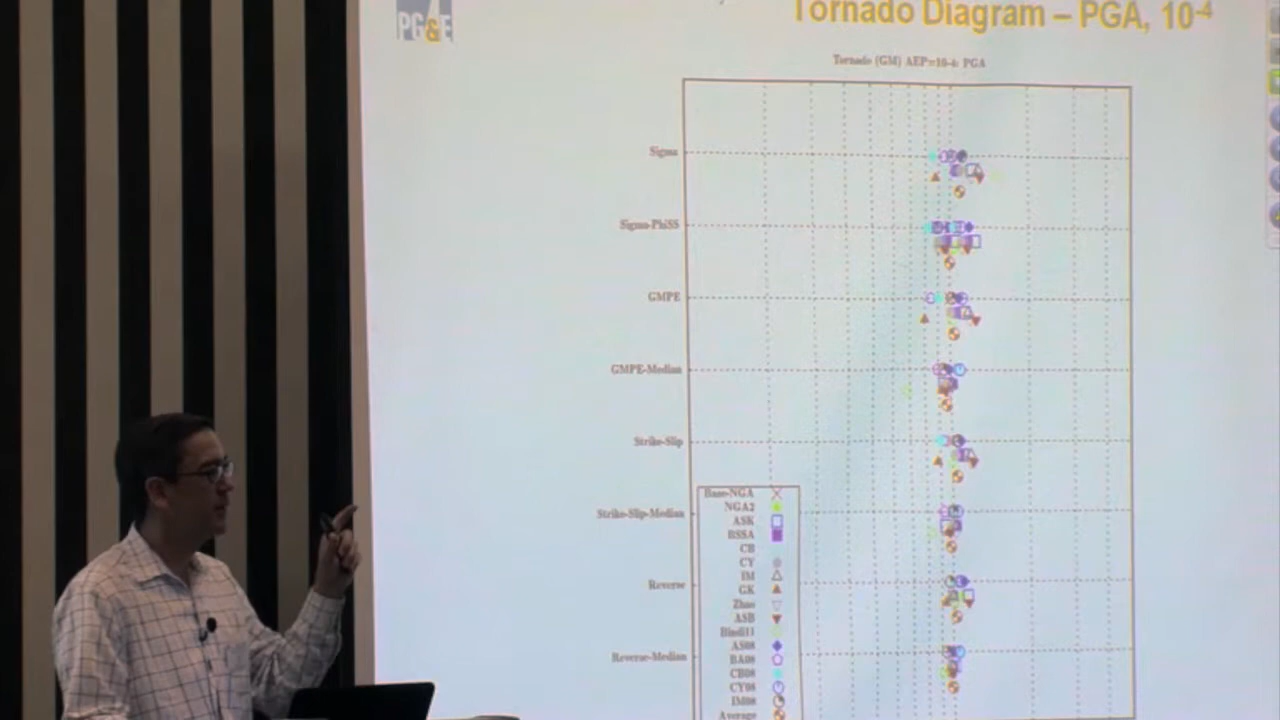 PG&E
Tornado Diagram – PGA, 10-4
Tornado (GM) AEP=10-4: PGA
Sigma
Sigma-PhiSS
GMPE
GMPE-Median
Strike-Slip
Strike-Slip-Median
Reverse
Reverse-Median
Base-NGA
NGA2
ASK
BSSA
CB
CY
IM
GK
Zhao
ASB
Bindi11
AS08
BA08
CB08
CY08
IM08
Average